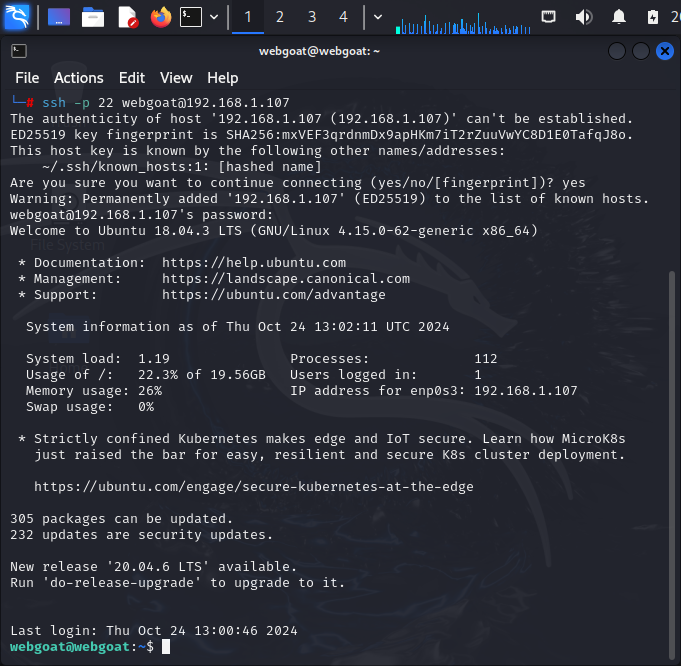 1 2 3 4
webgoat@webgoat: ~
File Actions Edit View Help
└─# ssh -p 22 webgoat@192.168.1.107
The authenticity of host '192.168.1.107 (192.168.1.107)' can't be established.
ED25519 key fingerprint is SHA256:mxVEF3qrdnmDx9apHKm7iT2rZuuVwYC8D1E0TafqJ8o.
This host key is known by the following other names/addresses:
    ~/.ssh/known_hosts:1: [hashed name]
Are you sure you want to continue connecting (yes/no/[fingerprint])? yes
Warning: Permanently added '192.168.1.107' (ED25519) to the list of known hosts.
webgoat@192.168.1.107's password:
Welcome to Ubuntu 18.04.3 LTS (GNU/Linux 4.15.0-62-generic x86_64)
File System
 * Documentation:  https://help.ubuntu.com
 * Management:     https://landscape.canonical.com
 * Support:        https://ubuntu.com/advantage
  System information as of Thu Oct 24 13:02:11 UTC 2024
  System load:  1.19               Processes:             112
  Usage of /:   22.3% of 19.56GB   Users logged in:       1
  Memory usage: 26%                IP address for enp0s3: 192.168.1.107
  Swap usage:   0%
 * Strictly confined Kubernetes makes edge and IoT secure. Learn how MicroK8s
   just raised the bar for easy, resilient and secure K8s cluster deployment.
   https://ubuntu.com/engage/secure-kubernetes-at-the-edge
305 packages can be updated.
232 updates are security updates.
New release '20.04.6 LTS' available.
Run 'do-release-upgrade' to upgrade to it.
Last login: Thu Oct 24 13:00:46 2024
webgoat@webgoat:~$